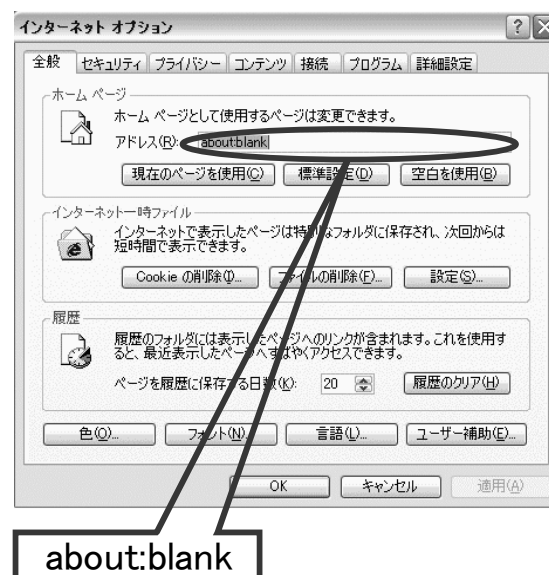 インターネット オプション
全般 セキュリティ プライバシー コンテンツ 接続 プログラム 詳細設定
ホーム ページ
ホーム ページとして使用するページは変更できます。
アドレス(R): about:blank
現在のページを使用(C) 標準設定(D) 空白を使用(B)
インターネット一時ファイル
インターネットで表示したページは特別なフォルダに保存され、次回からは
短時間で表示できます。
Cookie の削除(I)... ファイルの削除(F)... 設定(S)...
履歴
履歴のフォルダには表示したページへのリンクが含まれます。これを使用す
ると、最近表示したページへすばやくアクセスできます。
ページを履歴に保存する日数(K): 20 履歴のクリア(H)
色(O)... フォント(N)... 言語(L)... ユーザー補助(E)...
OK キャンセル 適用(A)
about:blank